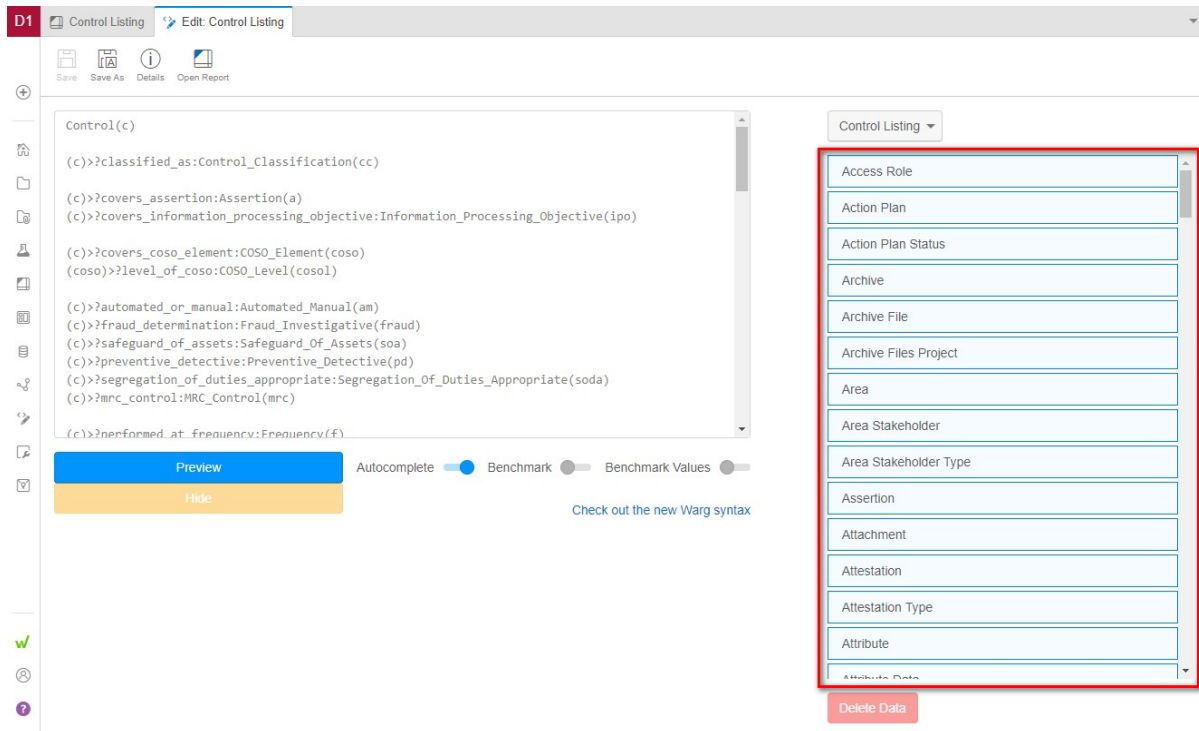 D1
Control Listing
Edit: Control Listing
Save
Save As
Details
Open Report
Control(c)
(c)>?classified_as:Control_Classification(cc)
(c)>?covers_assertion:Assertion(a)
(c)>?covers_information_processing_objective:Information_Processing_Objective(ipo)
(c)>?covers_coso_element:COSO_Element(coso)
(coso)>?level_of_coso:COSO_Level(cosol)
(c)>?automated_or_manual:Automated_Manual(am)
(c)>?fraud_determination:Fraud_Investigative(fraud)
(c)>?safeguard_of_assets:Safeguard_Of_Assets(soa)
(c)>?preventive_detective:Preventive_Detective(pd)
(c)>?segregation_of_duties_appropriate:Segregation_Of_Duties_Appropriate(soda)
(c)>?mrc_control:MRC_Control(mrc)
(c)>?performed_at_frequency:Frequency(f)
Preview
Hide
Autocomplete
Benchmark
Benchmark Values
Check out the new Warg syntax
Control Listing
Access Role
Action Plan
Action Plan Status
Archive
Archive File
Archive Files Project
Area
Area Stakeholder
Area Stakeholder Type
Assertion
Attachment
Attestation
Attestation Type
Attribute
Attribute Data
Delete Data